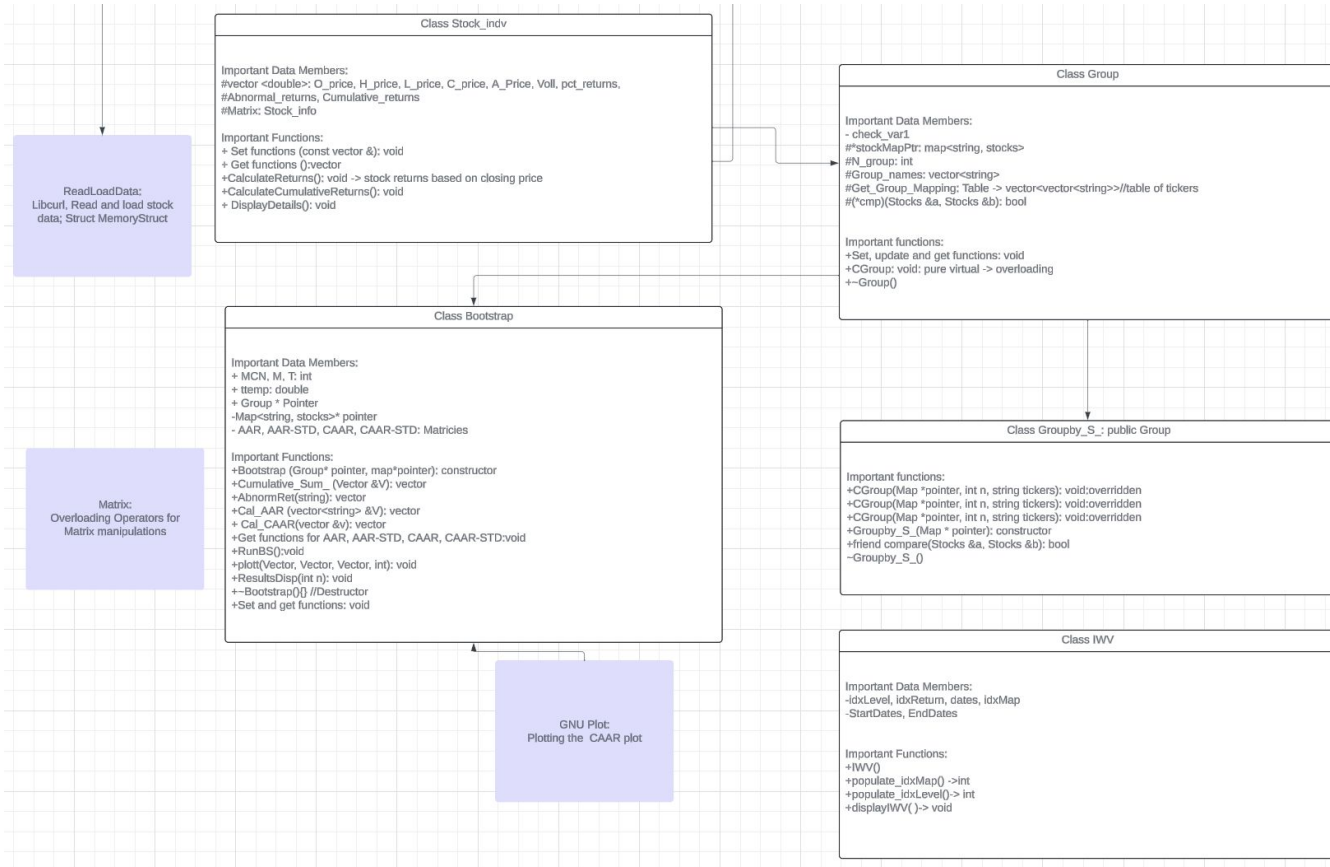 Class Stock_indv
Important Data Members:
#vector <double>: O_price, H_price, L_price, C_price, A_Price, Voll, pct_returns,
#Abnormal_returns, Cumulative_returns
#Matrix: Stock_info
Important Functions:
+ Set functions (const vector &): void
+ Get functions ():vector
+CalculateReturns(): void -> stock returns based on closing price
+CalculateCumulativeReturns(): void
+ DisplayDetails(): void
ReadLoadData;
Libcurl, Read and load stock
data; Struct MemoryStruct
Class Group
Important Data Members:
- check_var1
#*stockMapPtr: map<string, stocks>
#N_group: int
#Group_names: vector<string>
#Get_Group_Mapping: Table -> vector<vector<string>>//table of tickers
#(*cmp)(Stocks &a, Stocks &b): bool
Important functions:
+Set, update and get functions: void
+CGroup: void: pure virtual -> overloading
+~Group()
Class Bootstrap
Important Data Members:
+ MCN, M, T: int
+ ttemp: double
+ Group * Pointer
-Map<string, stocks>* pointer
- AAR, AAR-STD, CAAR, CAAR-STD: Matricies
Important Functions:
+Bootstrap (Group* pointer, map*pointer): constructor
+Cumulative_Sum_ (Vector &V): vector
+AbnormRet(string): vector
+Cal_AAR (vector<string> &V): vector
+ Cal_CAAR(vector &v): vector
+Get functions for AAR, AAR-STD, CAAR, CAAR-STD:void
+RunBS():void
+plott(Vector, Vector, Vector, int): void
+ResultsDisp(int n): void
+~Bootstrap(){} //Destructor
+Set and get functions: void
Matrix:
Overloading Operators for
Matrix manipulations
Class Groupby_S_: public Group
Important functions:
+CGroup(Map *pointer, int n, string tickers): void:overridden
+CGroup(Map *pointer, int n, string tickers): void:overridden
+CGroup(Map *pointer, int n, string tickers): void:overridden
+Groupby_S_(Map * pointer): constructor
+friend compare(Stocks &a, Stocks &b): bool
~Groupby_S_()
GNU Plot:
Plotting the CAAR plot
Class IWV
Important Data Members:
-idxLevel, idxReturn, dates, idxMap
-StartDates, EndDates
Important Functions:
+IWV()
+populate_idxMap() ->int
+populate_idxLevel()-> int
+displayIWV( )-> void